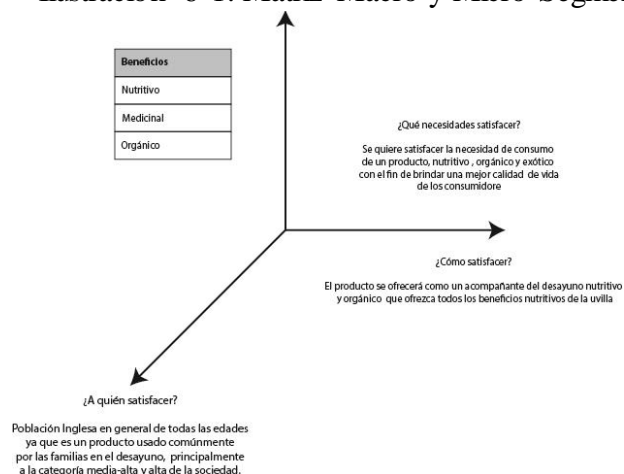 Ilustración 6 1. Matriz Macro y Micro Segme
Beneficios
Nutritivo
Medicinal
Orgánico
¿Qué necesidades satisfacer?
Se quiere satisfacer la necesidad de consumo
de un producto, nutritivo , orgánico y exótico
con el fin de brindar una mejor calidad de vida
de los consumidore
¿Cómo satisfacer?
El producto se ofrecerá como un acompañante del desayuno nutritivo
y orgánico que ofrezca todos los beneficios nutritivos de la uvilla
¿A quién satisfacer?
Población Inglesa en general de todas las edades
ya que es un producto usado comúnmente
por las familias en el desayuno, principalmente
a la categoría media-alta y alta de la sociedad.